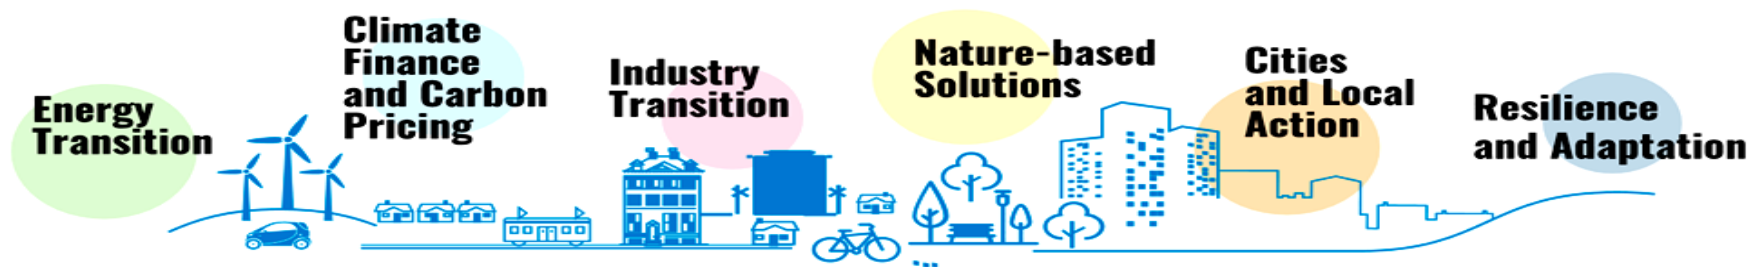 Energy
Transition
Climate
Finance
and Carbon
Pricing
Industry
Transition
Nature-based
Solutions
Cities
and Local
Action
Resilience
and Adaptation